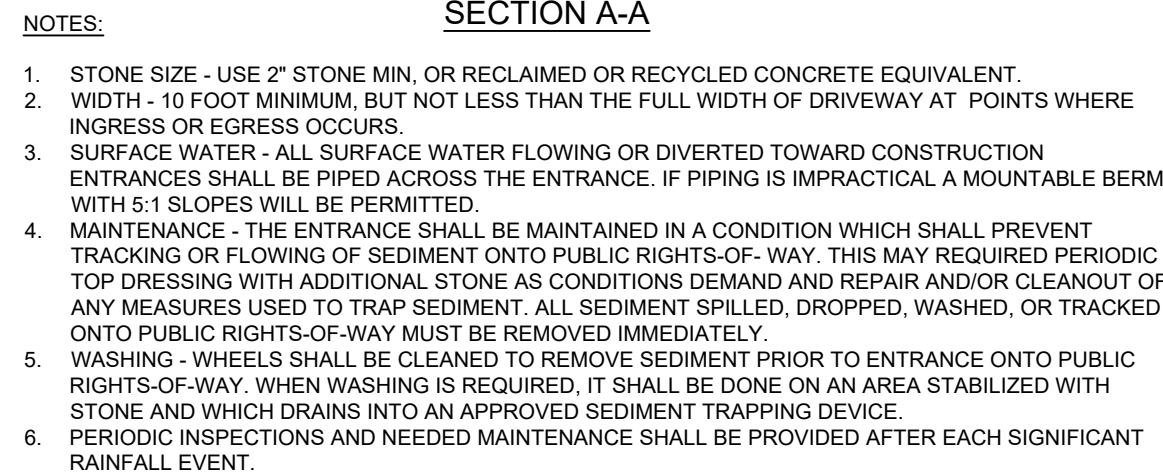 SECTION A-A
NOTES:
1. STONE SIZE - USE 2" STONE MIN, OR RECLAIMED OR RECYCLED CONCRETE EQUIVALENT.
2. WIDTH - 10 FOOT MINIMUM, BUT NOT LESS THAN THE FULL WIDTH OF DRIVEWAY AT POINTS WHERE
INGRESS OR EGRESS OCCURS.
3. SURFACE WATER - ALL SURFACE WATER FLOWING OR DIVERTED TOWARD CONSTRUCTION
ENTRANCES SHALL BE PIPED ACROSS THE ENTRANCE. IF PIPING IS IMPRACTICAL A MOUNTABLE BERM
WITH 5:1 SLOPES WILL BE PERMITTED.
4. MAINTENANCE - THE ENTRANCE SHALL BE MAINTAINED IN A CONDITION WHICH SHALL PREVENT
TRACKING OR FLOWING OF SEDIMENT ONTO PUBLIC RIGHTS-OF- WAY. THIS MAY REQUIRED PERIODIC
TOP DRESSING WITH ADDITIONAL STONE AS CONDITIONS DEMAND AND REPAIR AND/OR CLEANOUT OF
ANY MEASURES USED TO TRAP SEDIMENT. ALL SEDIMENT SPILLED, DROPPED, WASHED, OR TRACKED
ONTO PUBLIC RIGHTS-OF-WAY MUST BE REMOVED IMMEDIATELY.
5. WASHING - WHEELS SHALL BE CLEANED TO REMOVE SEDIMENT PRIOR TO ENTRANCE ONTO PUBLIC
RIGHTS-OF-WAY. WHEN WASHING IS REQUIRED, IT SHALL BE DONE ON AN AREA STABILIZED WITH
STONE AND WHICH DRAINS INTO AN APPROVED SEDIMENT TRAPPING DEVICE.
6. PERIODIC INSPECTIONS AND NEEDED MAINTENANCE SHALL BE PROVIDED AFTER EACH SIGNIFICANT
RAINFALL EVENT.